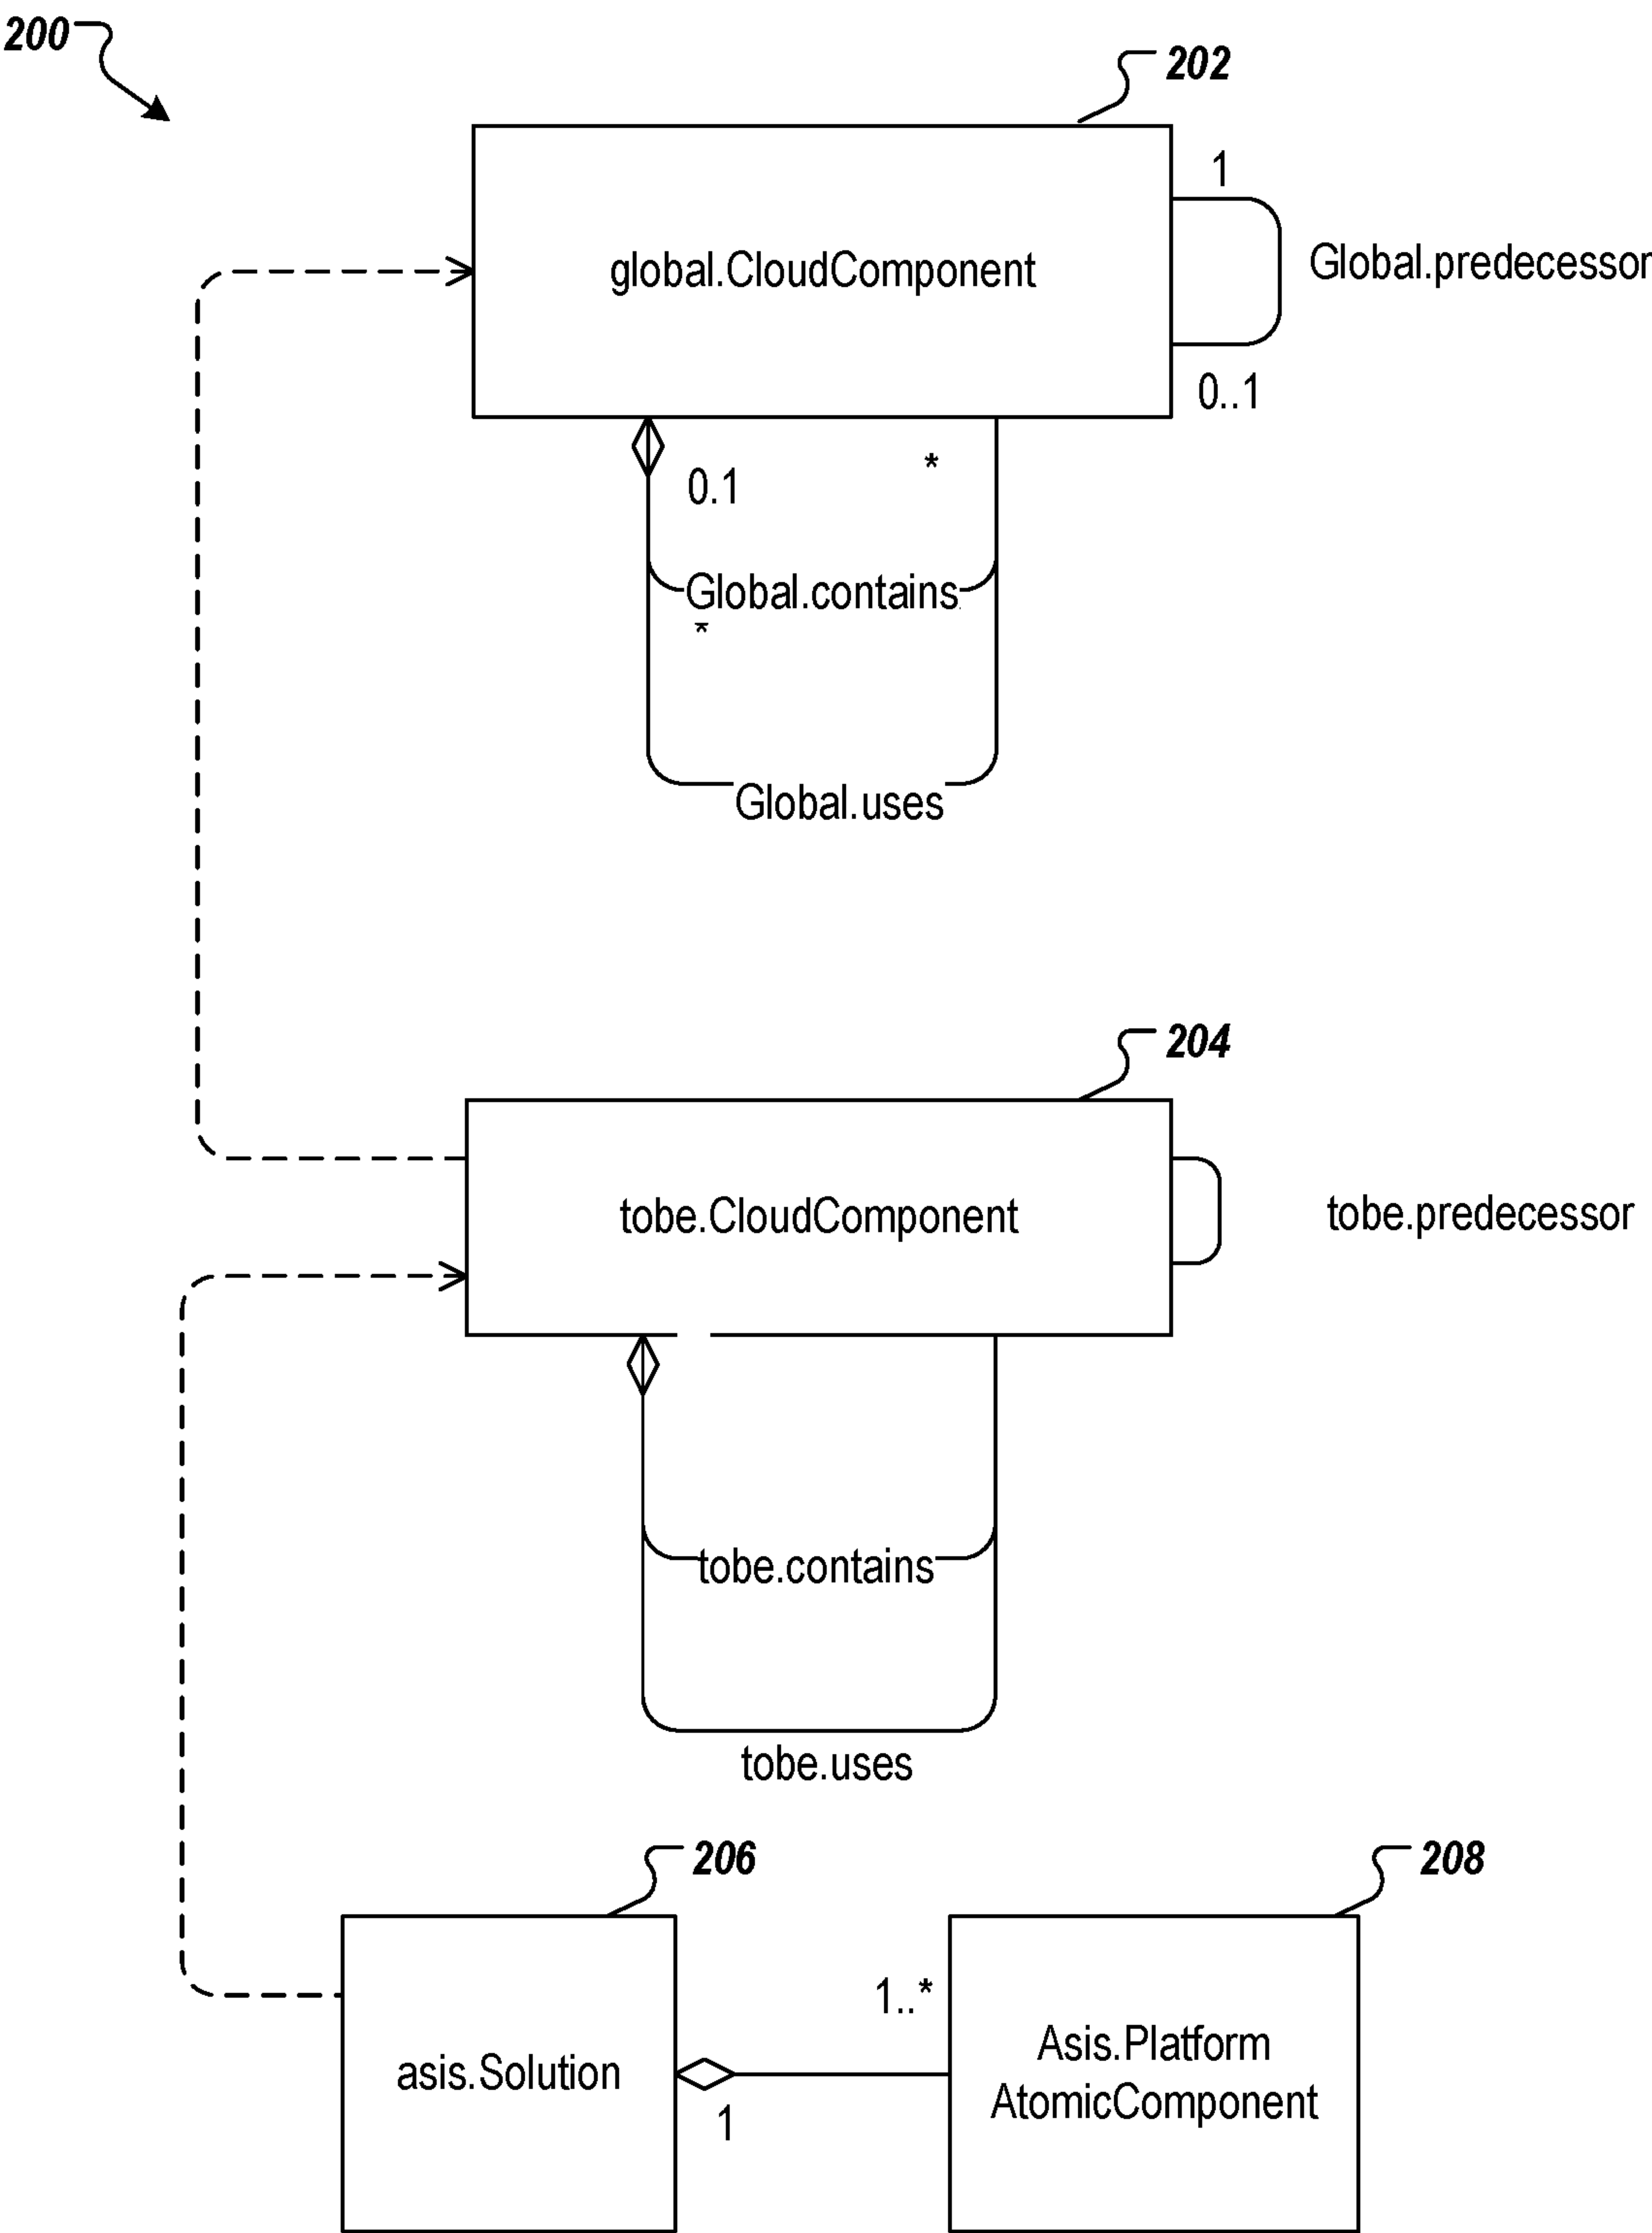 200
202
1
global.CloudComponent
Global.predecessor
0..1
*
0.1
Global.contains
*
Global.uses
204
tobe.CloudComponent
tobe.predecessor
tobe.contains
tobe.uses
206
208
1..*
asis.Solution
Asis.Platform
AtomicComponent
1